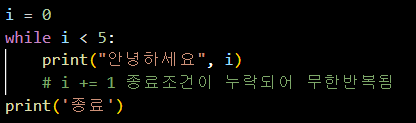 i = 0
while i < 5:
    print("안녕하세요", i)
    # i += 1 종료조건이 누락되어 무한반복됨
print('종료')